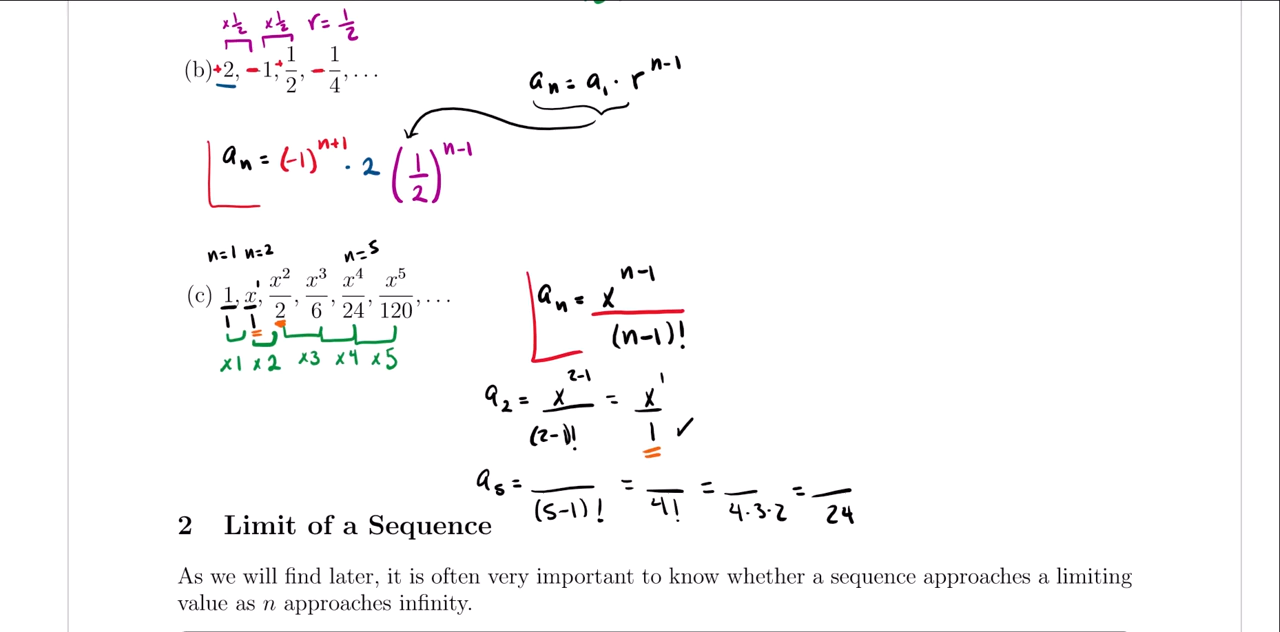 ×1/2 ×1/2 r = 1/2
(b) +2, -1, +1/2, -1/4, ...
aₙ = a₁ · r^(n-1)
aₙ = (-1)^(n+1) · 2 (1/2)^(n-1)
n=1 n=2 n=5
(c) 1, x¹, x²/2, x³/6, x⁴/24, x⁵/120, ...
1 1
×1 ×2 ×3 ×4 ×5
aₙ = x^(n-1)/(n-1)!
a₂ = x^(2-1)/(2-1)! = x¹/1 ✓
a₅ = /(5-1)! = /4! = /4·3·2 = /24
2 Limit of a Sequence
As we will find later, it is often very important to know whether a sequence approaches a limiting
value as n approaches infinity.